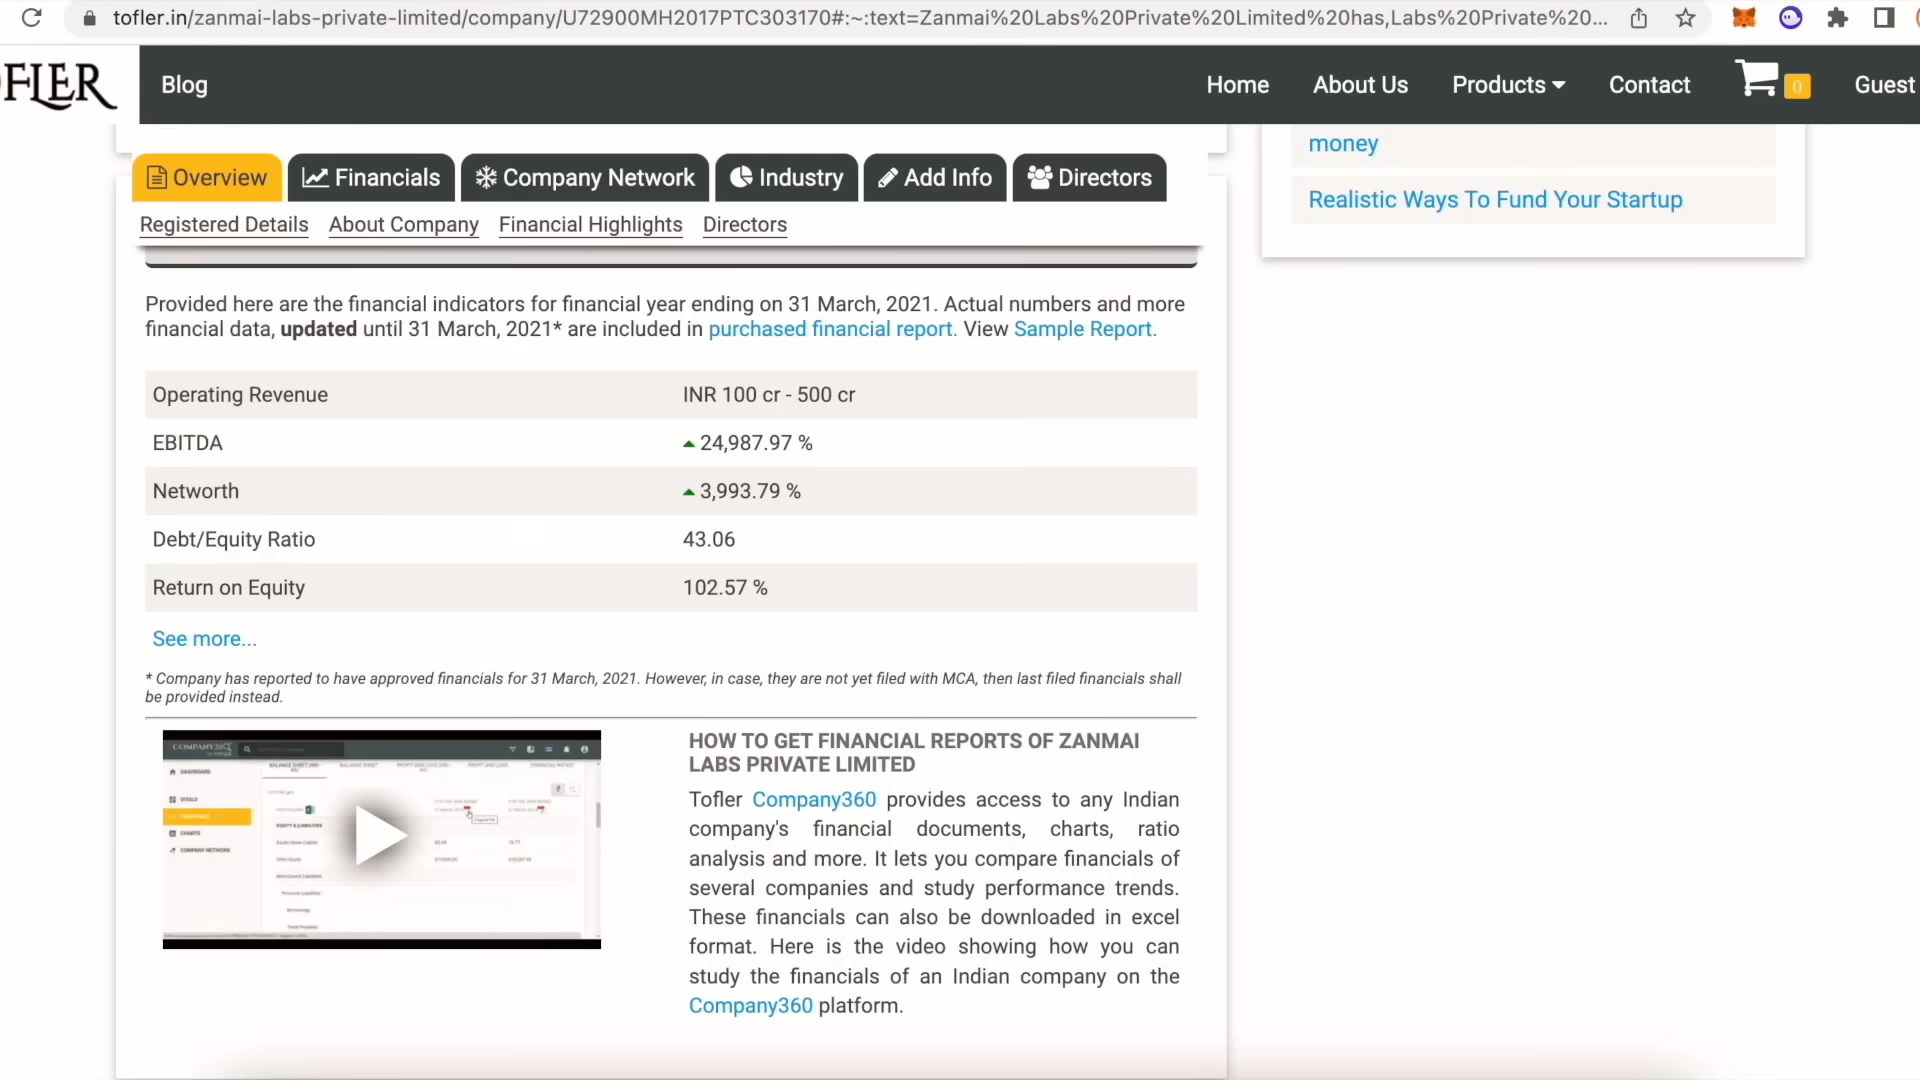 tofler.in/zanmai-labs-private-limited/company/U72900MH2017PTC303170#:~:text=Zanmai%20Labs%20Private%20Limited%20has,Labs%20Private%20...
FLER
Blog
Home
About Us
Products
Contact
0
Guest
money
Realistic Ways To Fund Your Startup
Overview
Financials
Company Network
Industry
Add Info
Directors
Registered Details
About Company
Financial Highlights
Directors
Provided here are the financial indicators for financial year ending on 31 March, 2021. Actual numbers and more
financial data, updated until 31 March, 2021* are included in purchased financial report. View Sample Report.
Operating Revenue INR 100 cr - 500 cr
EBITDA 24,987.97 %
Networth 3,993.79 %
Debt/Equity Ratio 43.06
Return on Equity 102.57 %
See more...
* Company has reported to have approved financials for 31 March, 2021. However, in case, they are not yet filed with MCA, then last filed financials shall
be provided instead.
COMPANY360
DASHBOARD
VITALS
CHARTS
COMPANY NETWORK
BALANCE SHEET
EQUITY & LIABILITIES
HOW TO GET FINANCIAL REPORTS OF ZANMAI
LABS PRIVATE LIMITED
Tofler Company360 provides access to any Indian
company's financial documents, charts, ratio
analysis and more. It lets you compare financials of
several companies and study performance trends.
These financials can also be downloaded in excel
format. Here is the video showing how you can
study the financials of an Indian company on the
Company360 platform.